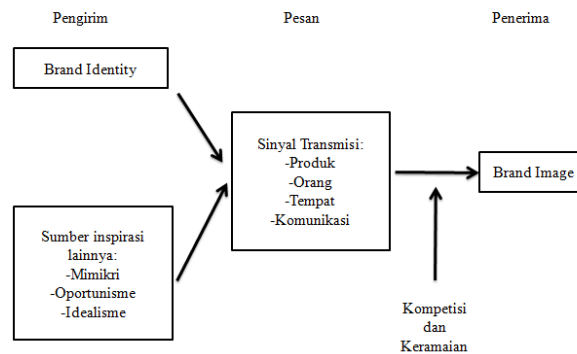 Pengirim
Pesan
Penerima
Brand Identity
Sinyal Transmisi:
-Produk
-Orang
-Tempat
-Komunikasi
Brand Image
Sumber inspirasi
lainnya:
-Mimikri
-Oportunisme
-Idealisme
Kompetisi
dan
Keramaian